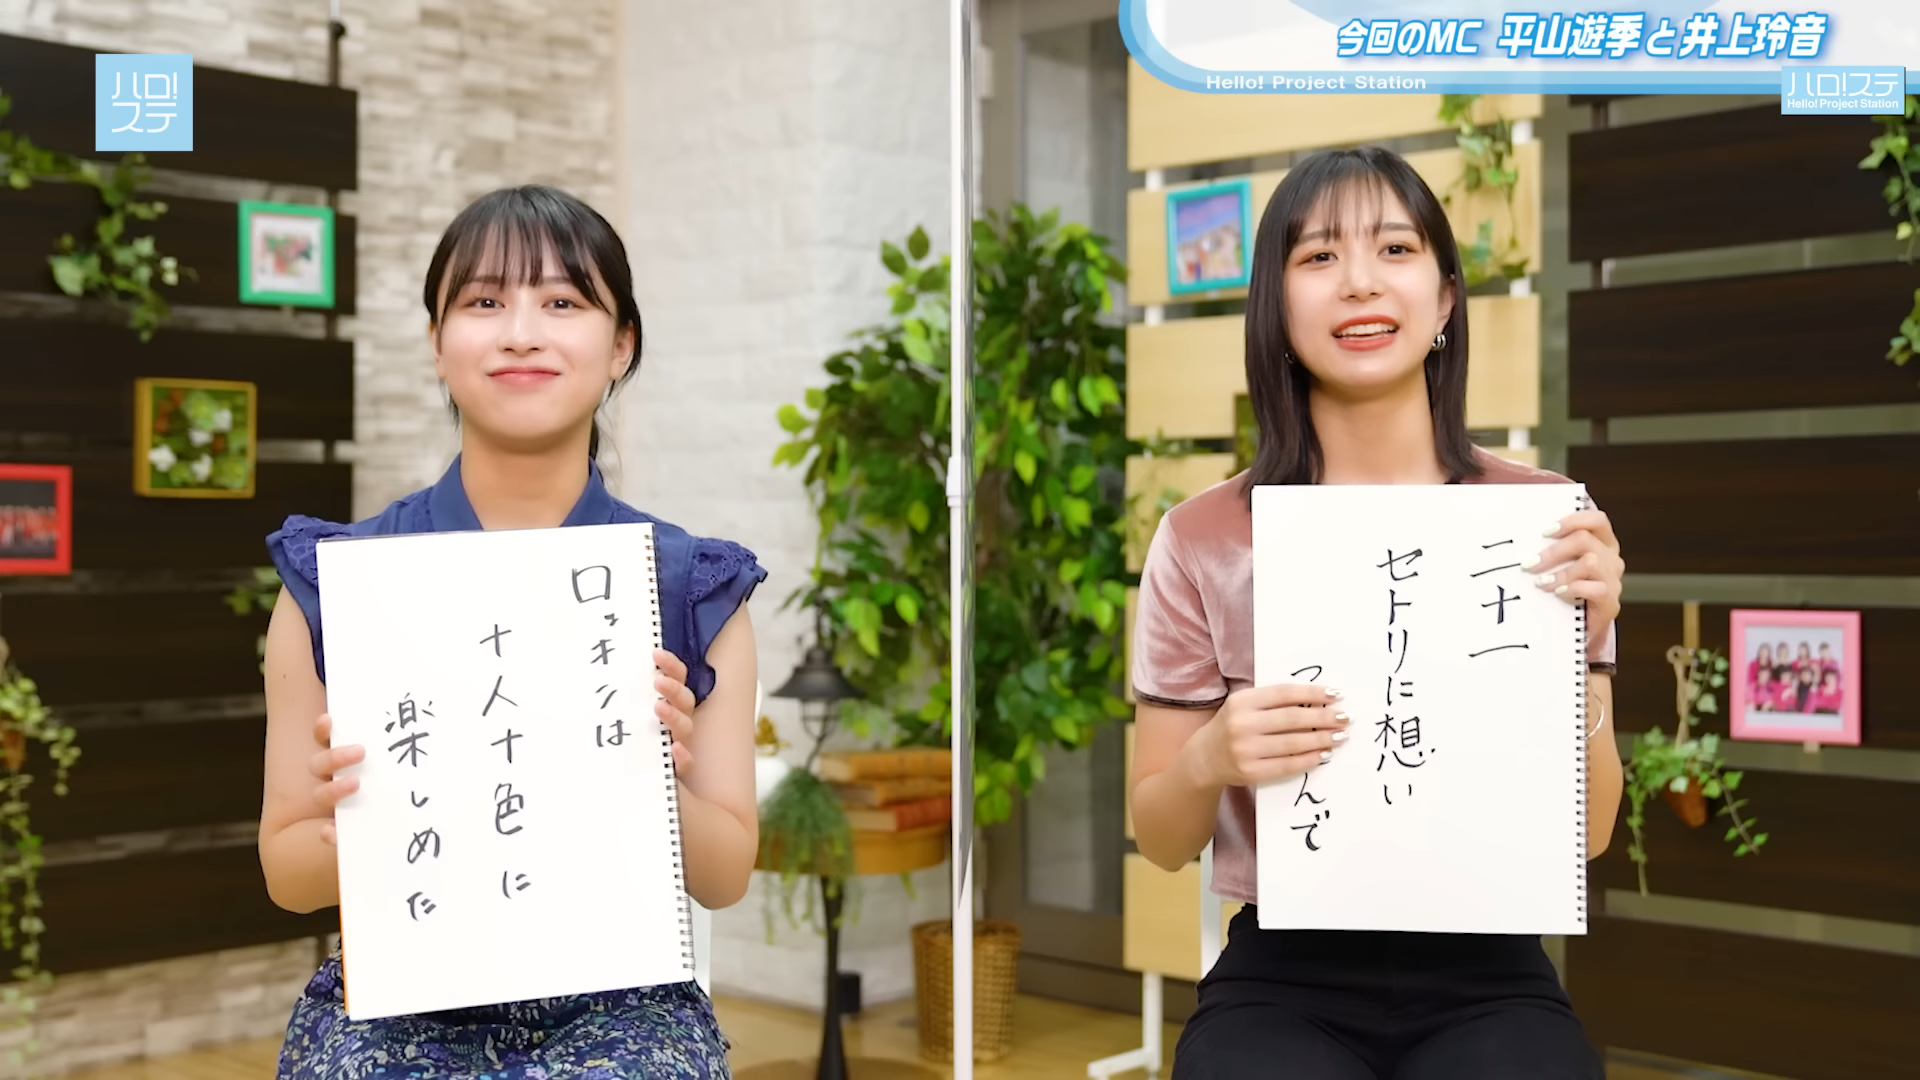 ハロ!
ステ
今回のMC 平山遊季と井上玲音
Hello! Project Station
ハロ!ステ
Hello! Project Station
ロッキンは
十人十色に
楽しめた
二十一
セトリに想い
つ
んで